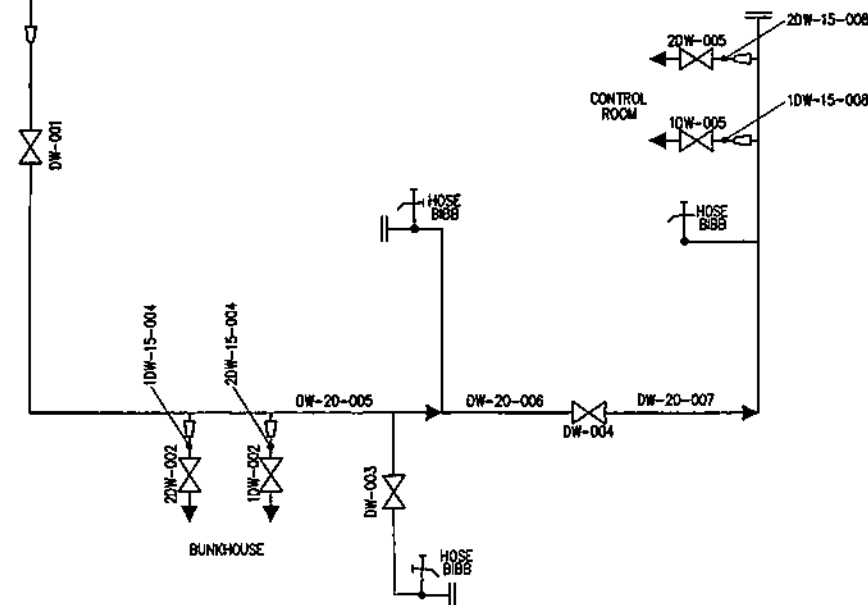 2DW-15-008
2DW-005
CONTROL
ROOM
1DW-15-008
1DW-005
DW-001
HOSE
BIBB
HOSE
BIBB
1DW-15-004
2DW-15-004
DW-20-005
DW-20-006
DW-004
DW-20-007
2DW-002
1DW-002
DW-003
BUNKHOUSE
HOSE
BIBB